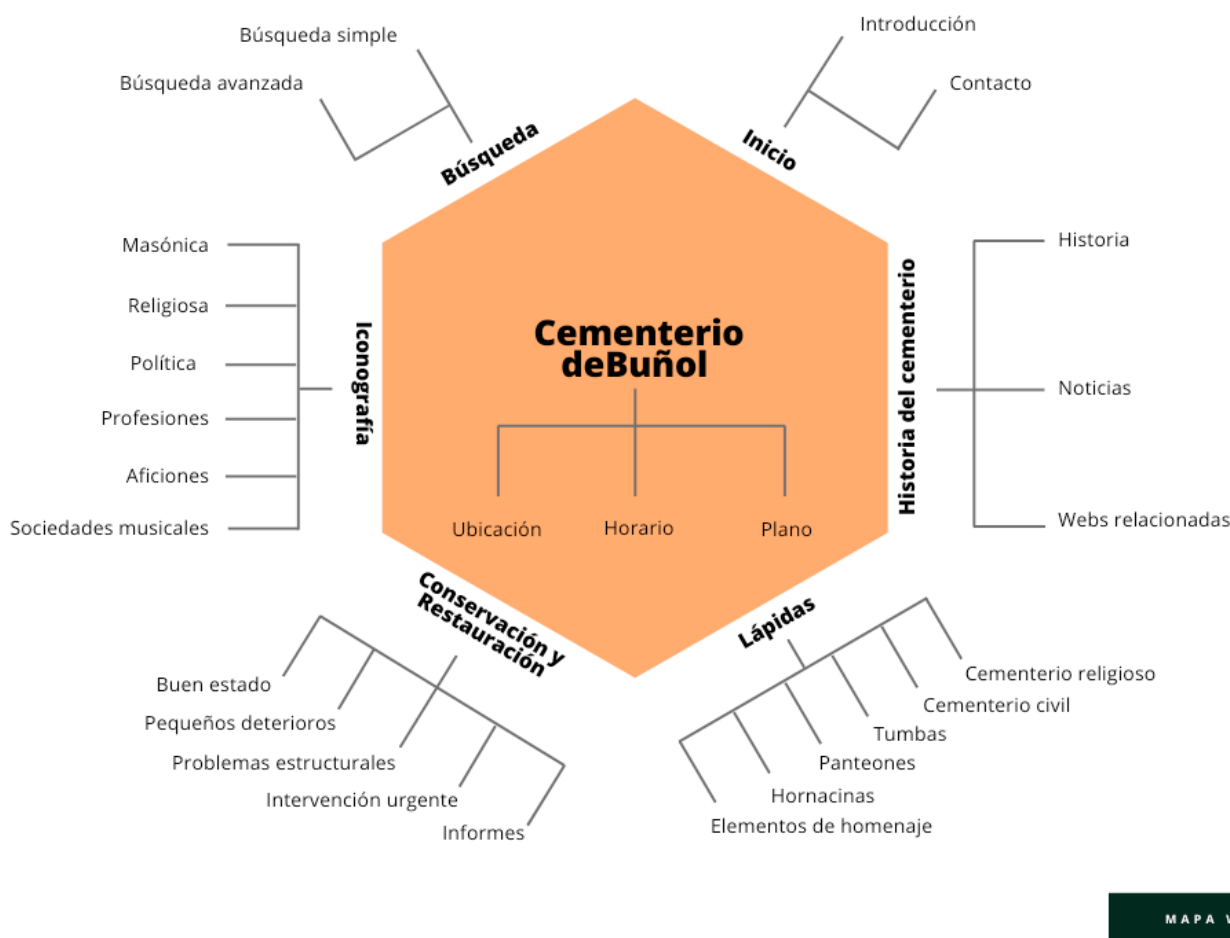 Búsqueda simple
Búsqueda avanzada
Búsqueda
Introducción
Contacto
Inicio
Masónica
Religiosa
Política
Profesiones
Aficiones
Sociedades musicales
Iconografía
Cementerio
deBuñol
Ubicación
Horario
Plano
Historia del cementerio
Historia
Noticias
Webs relacionadas
Conservación y
Restauración
Buen estado
Pequeños deterioros
Problemas estructurales
Intervención urgente
Informes
Lápidas
Cementerio religioso
Cementerio civil
Tumbas
Panteones
Hornacinas
Elementos de homenaje
MAPA